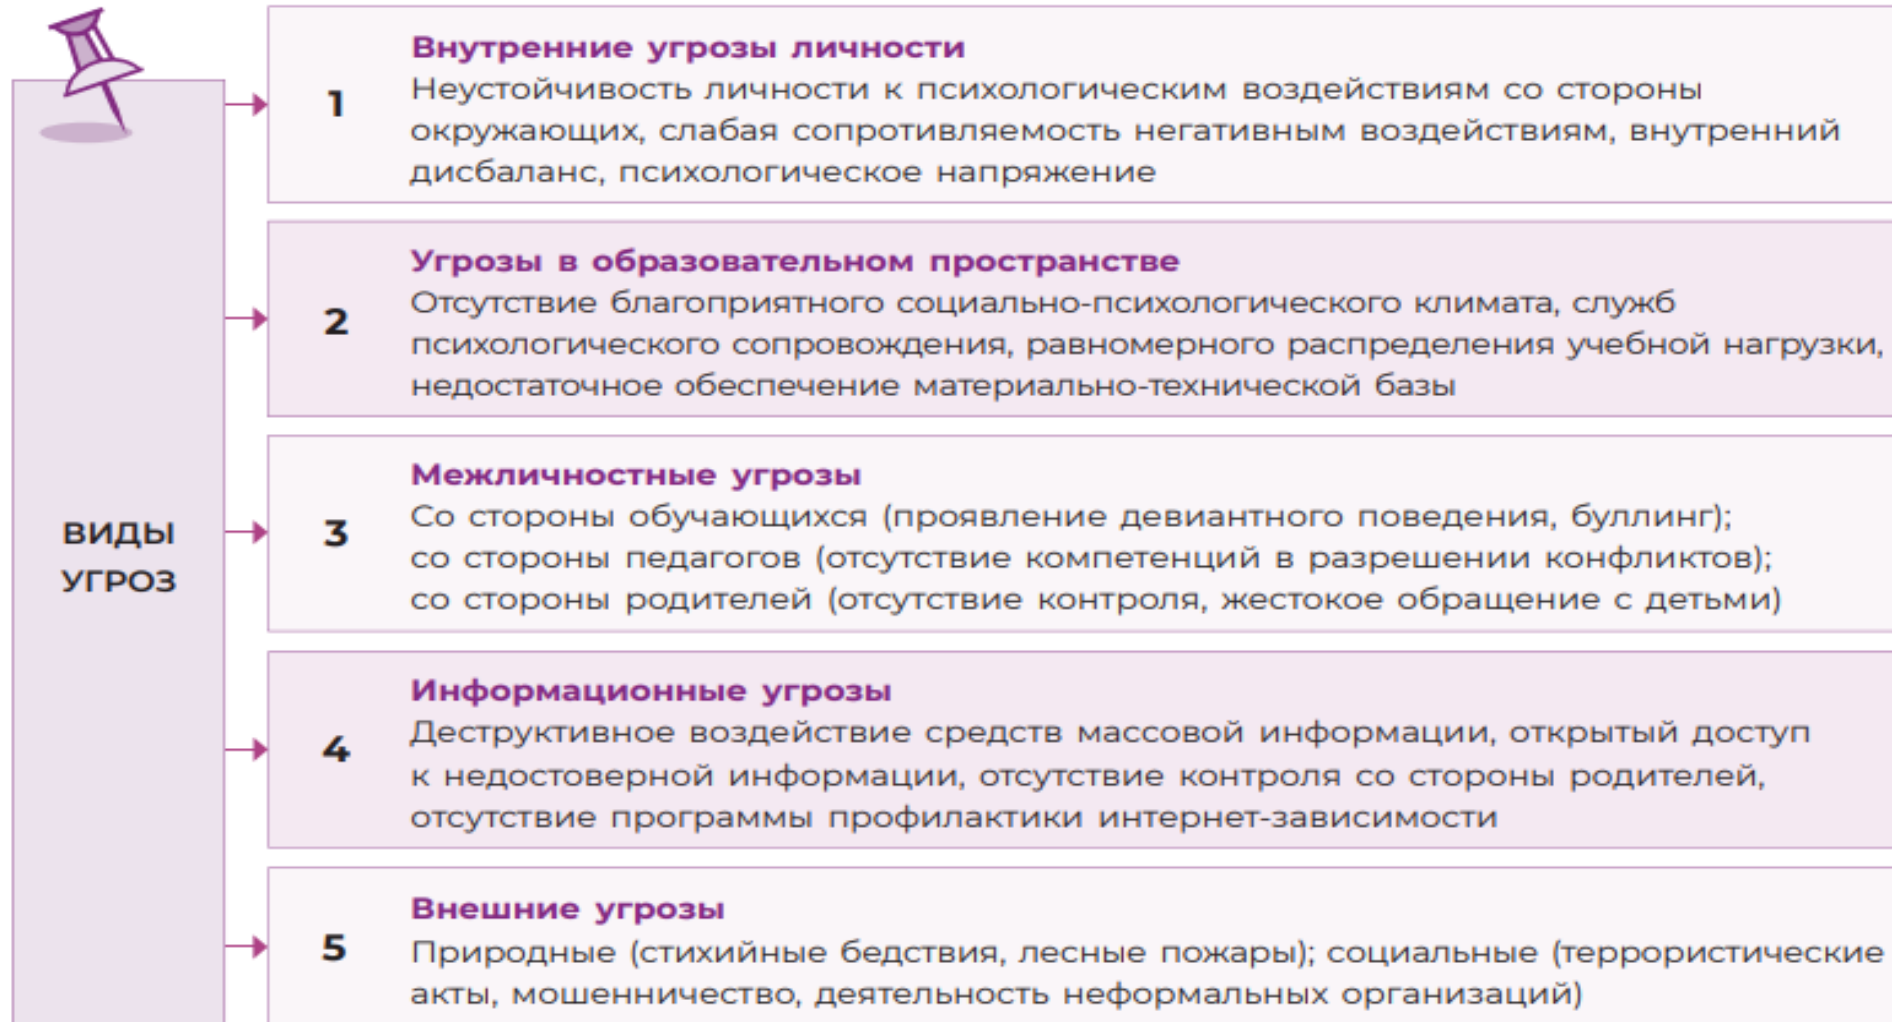 1
Внутренние угрозы личности
Неустойчивость личности к психологическим воздействиям со стороны
окружающих, слабая сопротивляемость негативным воздействиям, внутренний
дисбаланс, психологическое напряжение
2
Угрозы в образовательном пространстве
Отсутствие благоприятного социально-психологического климата, служб
психологического сопровождения, равномерного распределения учебной нагрузки,
недостаточное обеспечение материально-технической базы
ВИДЫ
УГРОЗ
3
Межличностные угрозы
Со стороны обучающихся (проявление девиантного поведения, буллинг);
со стороны педагогов (отсутствие компетенций в разрешении конфликтов);
со стороны родителей (отсутствие контроля, жестокое обращение с детьми)
4
Информационные угрозы
Деструктивное воздействие средств массовой информации, открытый доступ
к недостоверной информации, отсутствие контроля со стороны родителей,
отсутствие программы профилактики интернет-зависимости
5
Внешние угрозы
Природные (стихийные бедствия, лесные пожары); социальные (террористические
акты, мошенничество, деятельность неформальных организаций)